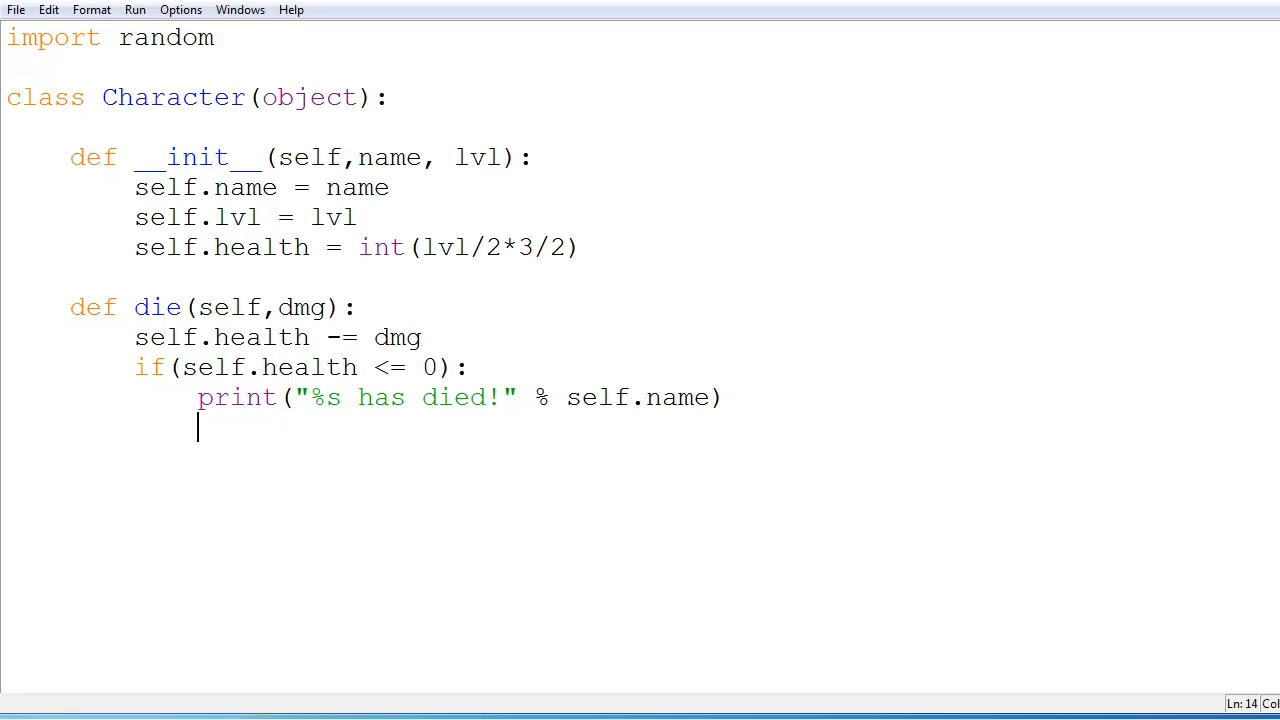 File Edit Format Run Options Windows Help
import random
class Character(object):
    def __init__(self,name, lvl):
        self.name = name
        self.lvl = lvl
        self.health = int(lvl/2*3/2)
    def die(self,dmg):
        self.health -= dmg
        if(self.health <= 0):
            print("%s has died!" % self.name)
Ln: 14 Col